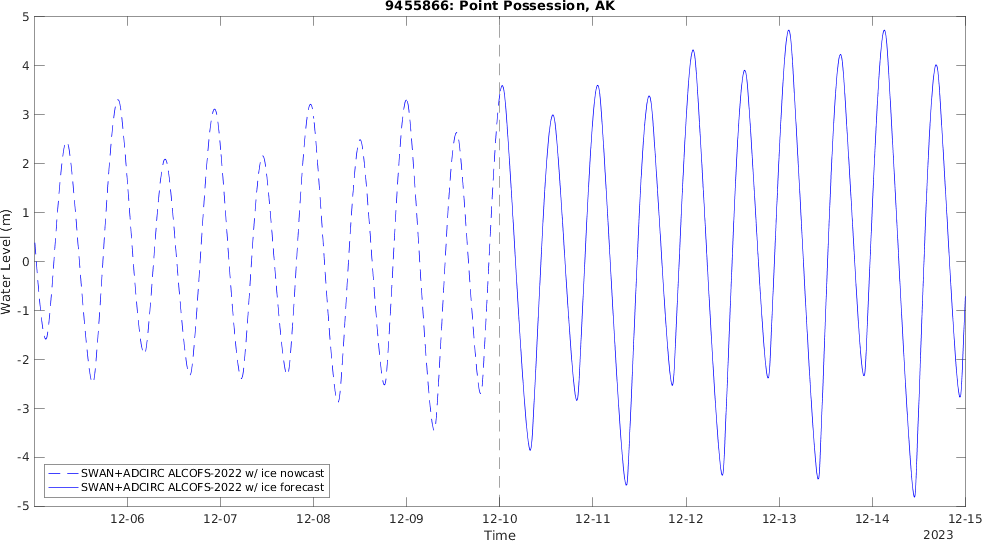 9455866: Point Possession, AK
5
4
3
2
1
0
-1
-2
-3
-4
-5
Water Level (m)
SWAN+ADCIRC ALCOFS-2022 w/ ice nowcast
SWAN+ADCIRC ALCOFS-2022 w/ ice forecast
12-06 12-07 12-08 12-09 12-10 12-11 12-12 12-13 12-14 12-15
Time
2023